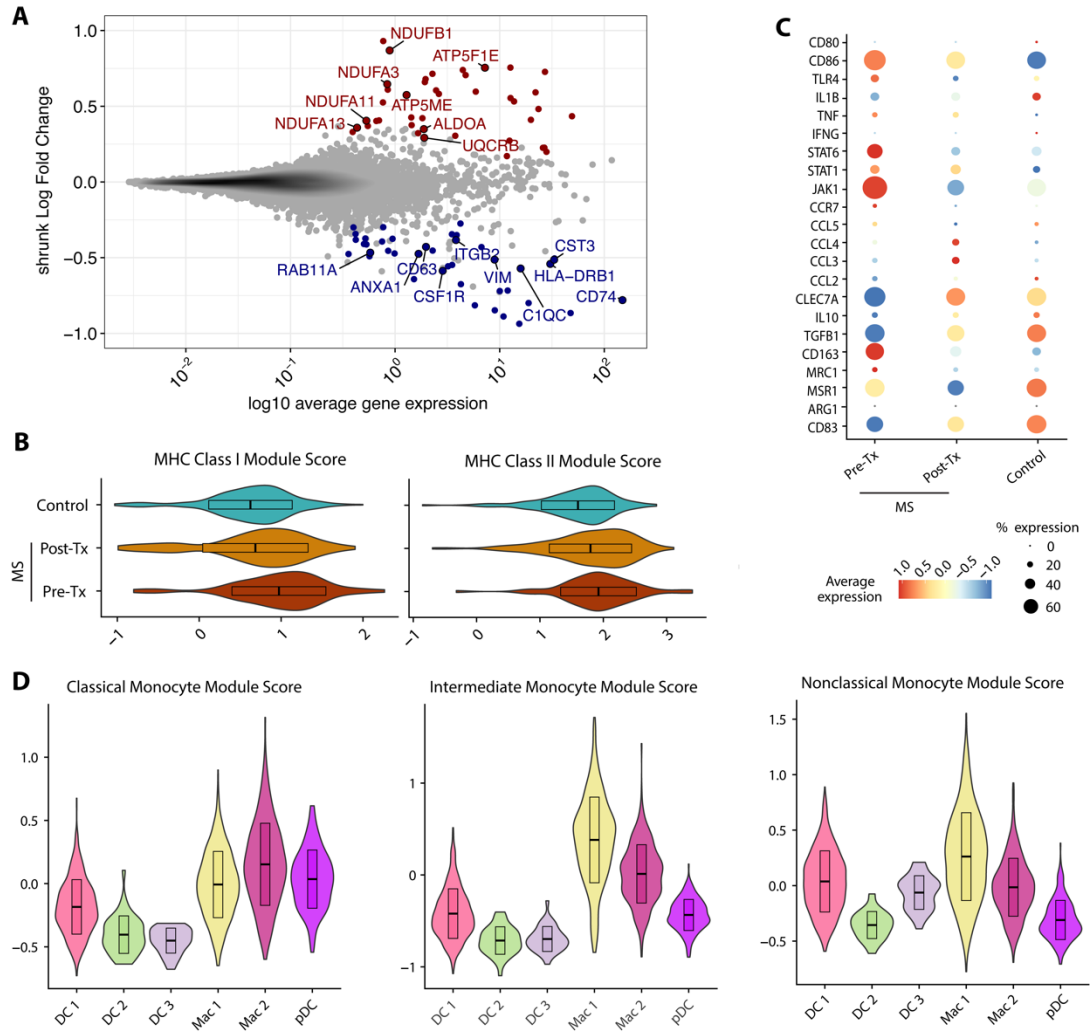 A
1.0
0.5
0.0
−0.5
−1.0
shrunk Log Fold Change
NDUFB1
ATP5F1E
NDUFA3
ATP5ME
NDUFA11
NDUFA13
ALDOA
UQCRB
RAB11A
ANXA1
CD63
CSF1R
ITGB2
VIM
C1QC
CST3
HLA−DRB1
CD74
10-2
10-1
100
101
102
log10 average gene expression
B
MHC Class I Module Score
MHC Class II Module Score
Control
Post-Tx
Pre-Tx
MS
-1
0
1
2
-1
0
1
2
3
C
CD80
CD86
TLR4
IL1B
TNF
IFNG
STAT6
STAT1
JAK1
CCR7
CCL5
CCL4
CCL3
CCL2
CLEC7A
IL10
TGFB1
CD163
MRC1
MSR1
ARG1
CD83
Pre-Tx
Post-Tx
Control
MS
Average
expression
1.0
0.5
0.0
-0.5
-1.0
% expression
0
20
40
60
D
Classical Monocyte Module Score
1.0
0.5
0.0
-0.5
DC 1
DC 2
DC 3
Mac 1
Mac 2
pDC
Intermediate Monocyte Module Score
1
0
−1
DC 1
DC 2
DC 3
Mac 1
Mac 2
pDC
Nonclassical Monocyte Module Score
1.5
1.0
0.5
0.0
−0.5
DC 1
DC 2
DC 3
Mac 1
Mac 2
pDC